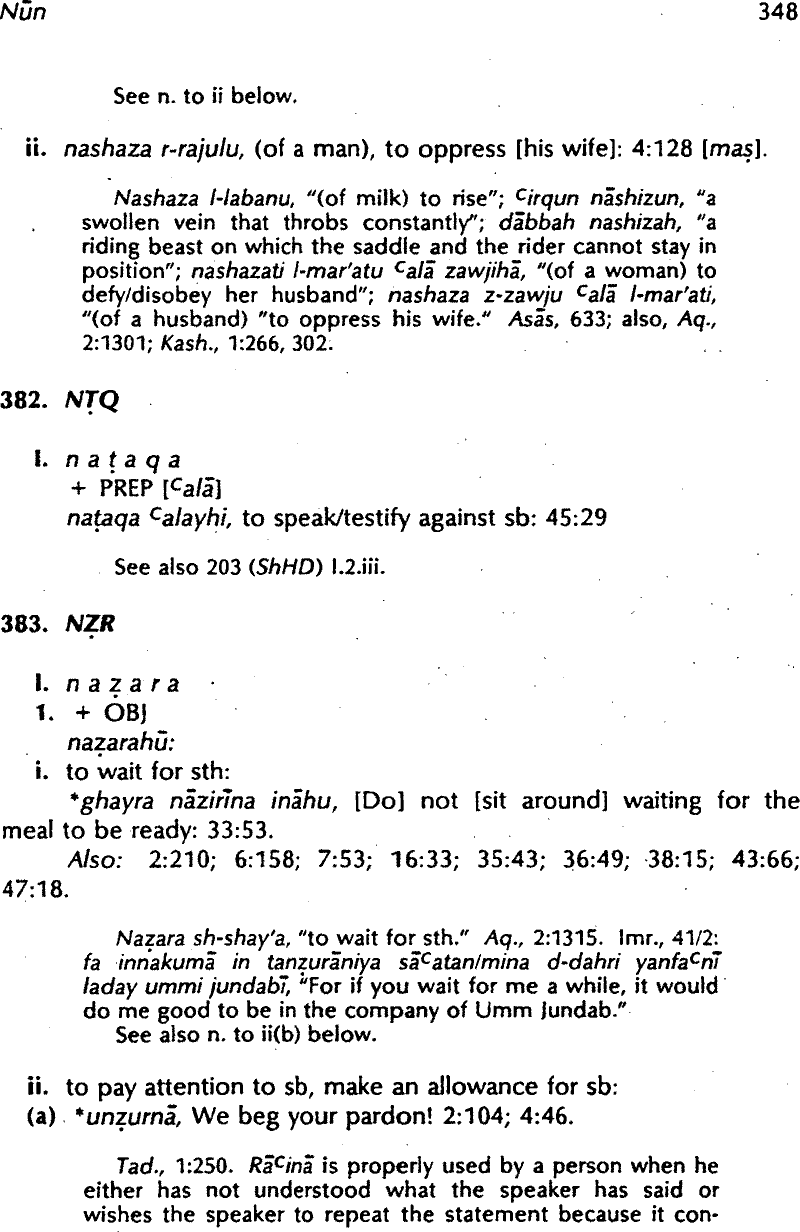 Nūn 348
See n. to ii below.
ii. nashaza r-rajulu, (of a man), to oppress [his wife]: 4:128 [maṣ].
Nashaza l-labanu, "(of milk) to rise"; ᶜirqun nāshizun, "a
swollen vein that throbs constantly"; dābbah nashizah, "a
riding beast on which the saddle and the rider cannot stay in
position"; nashazati l-mar'atu ᶜalā zawjihā, "(of a woman) to
defy/disobey her husband"; nashaza z-zawju ᶜalā l-mar'ati,
"(of a husband) "to oppress his wife." Asās, 633; also, Aq.,
2:1301; Kash., 1:266, 302.
382. NṬQ
I. n a ṭ a q a
+ PREP [ᶜalā]
naṭaqa ᶜalayhi, to speak/testify against sb: 45:29
See also 203 (ShHD) I.2.iii.
383. NẒR
I. n a ẓ a r a
1. + OBJ
naẓarahū:
i. to wait for sth:
*ghayra nāẓirīna ināhu, [Do] not [sit around] waiting for the
meal to be ready: 33:53.
Also: 2:210; 6:158; 7:53; 16:33; 35:43; 36:49; 38:15; 43:66;
47:18.
Naẓara sh-shay'a, "to wait for sth." Aq., 2:1315. Imr., 41/2:
fa innakumā in tanẓurāniya sāᶜatan/mina d-dahri yanfaᶜnī
laday ummi jundabī, "For if you wait for me a while, it would
do me good to be in the company of Umm Jundab."
See also n. to ii(b) below.
ii. to pay attention to sb, make an allowance for sb:
(a) *unẓurnā, We beg your pardon! 2:104; 4:46.
Tad., 1:250. Rāᶜinā is properly used by a person when he
either has not understood what the speaker has said or
wishes the speaker to repeat the statement because it con-